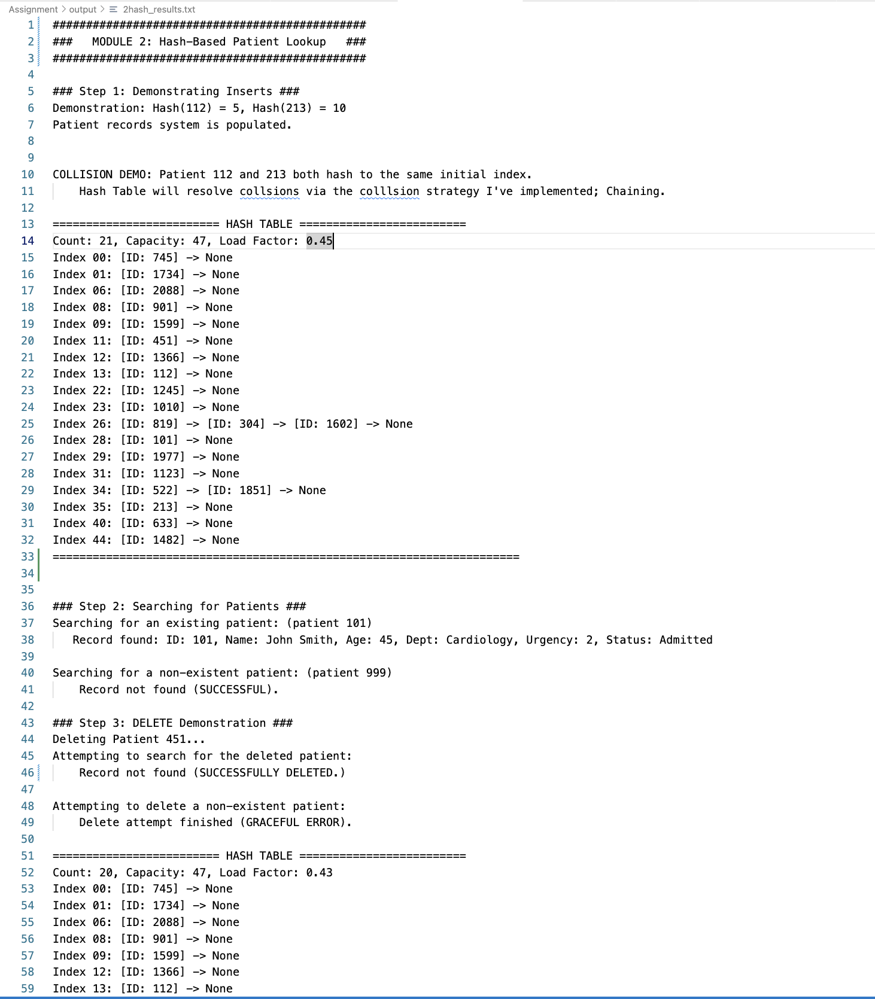 Assignment > output > 2hash_results.txt
1 ###############################################
2 ###   MODULE 2: Hash-Based Patient Lookup   ###
3 ###############################################
4
5 ### Step 1: Demonstrating Inserts ###
6 Demonstration: Hash(112) = 5, Hash(213) = 10
7 Patient records system is populated.
8
9
10 COLLISION DEMO: Patient 112 and 213 both hash to the same initial index.
11     Hash Table will resolve collsions via the colllsion strategy I've implemented; Chaining.
12
13 ========================= HASH TABLE =========================
14 Count: 21, Capacity: 47, Load Factor: 0.45
15 Index 00: [ID: 745] -> None
16 Index 01: [ID: 1734] -> None
17 Index 06: [ID: 2088] -> None
18 Index 08: [ID: 901] -> None
19 Index 09: [ID: 1599] -> None
20 Index 11: [ID: 451] -> None
21 Index 12: [ID: 1366] -> None
22 Index 13: [ID: 112] -> None
23 Index 22: [ID: 1245] -> None
24 Index 23: [ID: 1010] -> None
25 Index 26: [ID: 819] -> [ID: 304] -> [ID: 1602] -> None
26 Index 28: [ID: 101] -> None
27 Index 29: [ID: 1977] -> None
28 Index 31: [ID: 1123] -> None
29 Index 34: [ID: 522] -> [ID: 1851] -> None
30 Index 35: [ID: 213] -> None
31 Index 40: [ID: 633] -> None
32 Index 44: [ID: 1482] -> None
33 ======================================================================
34
35
36 ### Step 2: Searching for Patients ###
37 Searching for an existing patient: (patient 101)
38    Record found: ID: 101, Name: John Smith, Age: 45, Dept: Cardiology, Urgency: 2, Status: Admitted
39
40 Searching for a non-existent patient: (patient 999)
41     Record not found (SUCCESSFUL).
42
43 ### Step 3: DELETE Demonstration ###
44 Deleting Patient 451...
45 Attempting to search for the deleted patient:
46     Record not found (SUCCESSFULLY DELETED.)
47
48 Attempting to delete a non-existent patient:
49     Delete attempt finished (GRACEFUL ERROR).
50
51 ========================= HASH TABLE =========================
52 Count: 20, Capacity: 47, Load Factor: 0.43
53 Index 00: [ID: 745] -> None
54 Index 01: [ID: 1734] -> None
55 Index 06: [ID: 2088] -> None
56 Index 08: [ID: 901] -> None
57 Index 09: [ID: 1599] -> None
58 Index 12: [ID: 1366] -> None
59 Index 13: [ID: 112] -> None